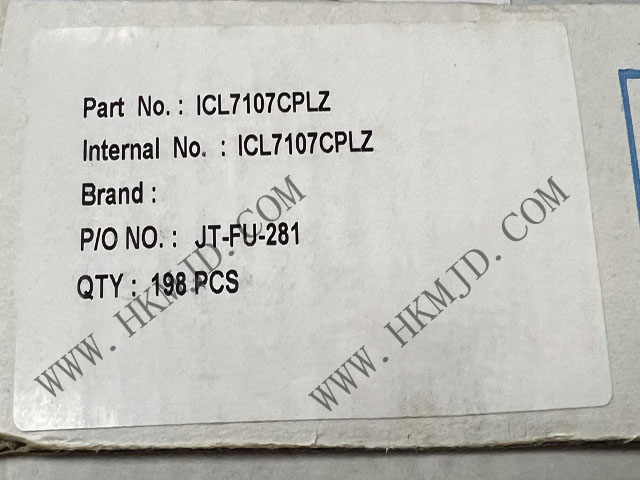 Part No. : ICL7107CPLZ
Internal No. : ICL7107CPLZ
Brand :
P/O NO. : JT-FU-281
QTY : 198 PCS
WWW.HKMJD.COM
WWW.HKMJD.COM